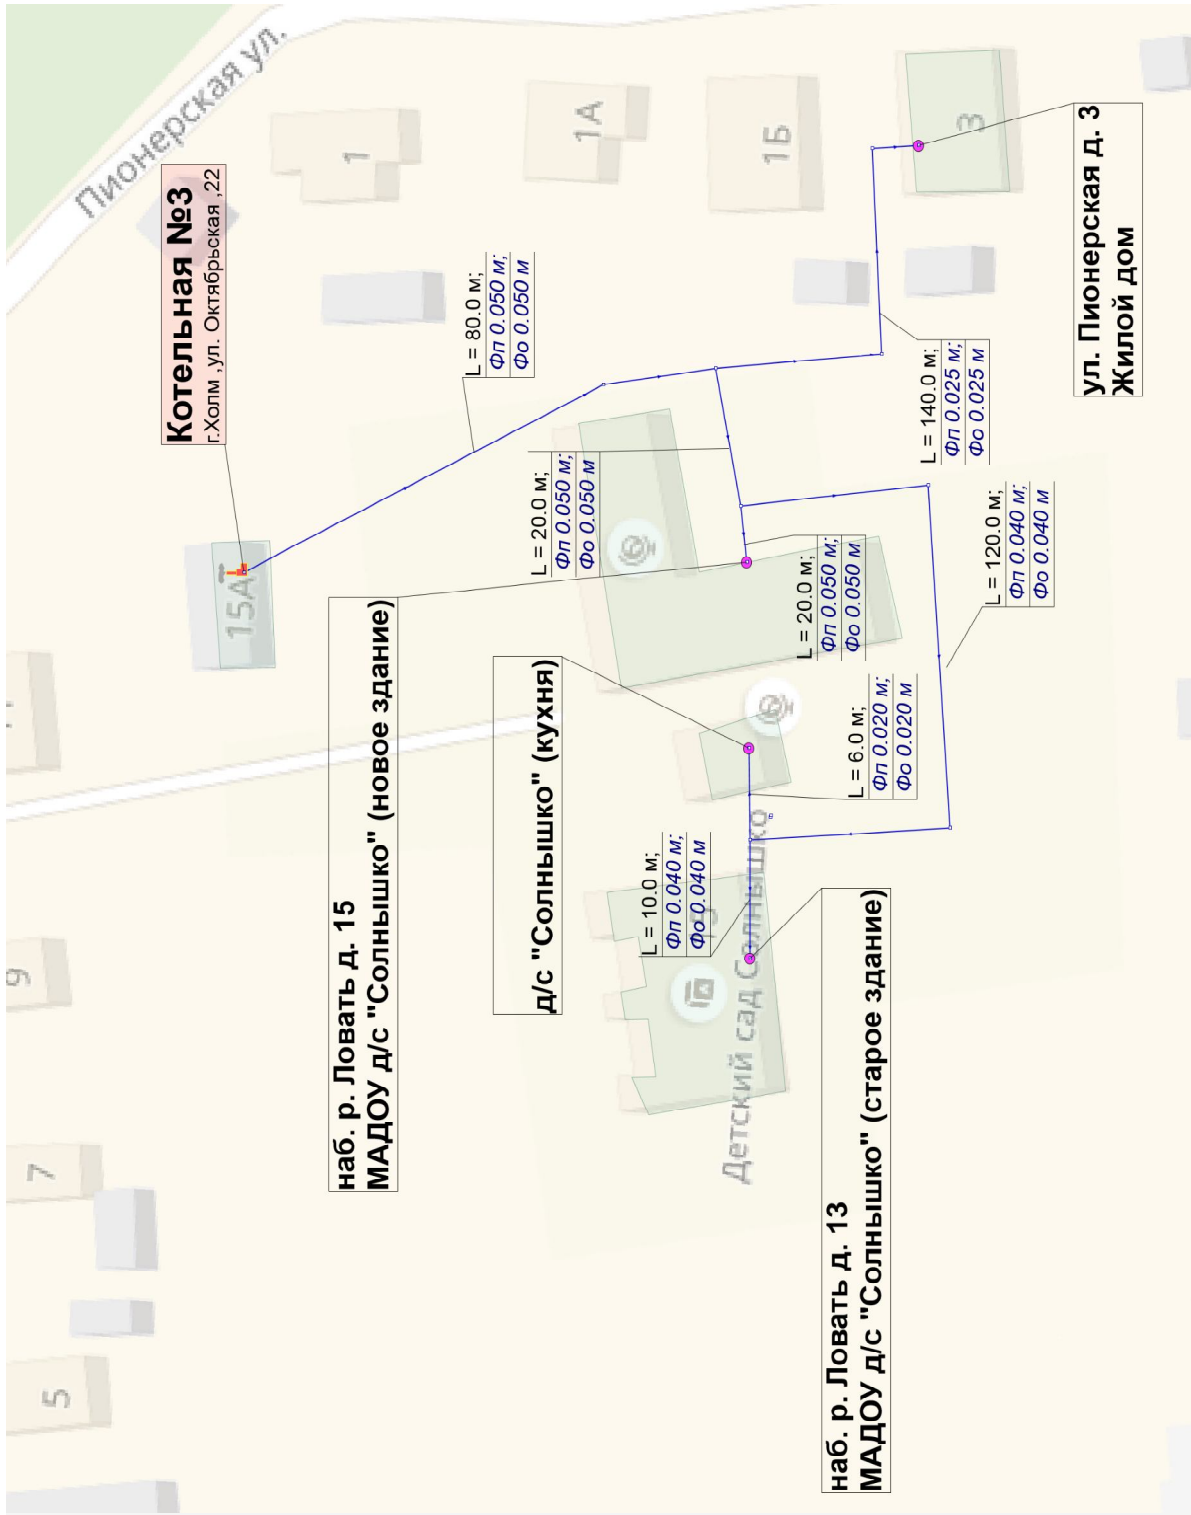 Пионерская ул.
Котельная №3
г.Холм ,ул. Октябрьская ,22
1
1А
1Б
3
15А
L = 80.0 м;
Фп 0.050 м;
Фо 0.050 м
ул. Пионерская д. 3
Жилой дом
L = 140.0 м;
Фп 0.025 м;
Фо 0.025 м
L = 20.0 м;
Фп 0.050 м;
Фо 0.050 м
L = 20.0 м;
Фп 0.050 м;
Фо 0.050 м
L = 120.0 м;
Фп 0.040 м;
Фо 0.040 м
наб. р. Ловать д. 15
МАДОУ д/с "Солнышко" (новое здание)
д/с "Солнышко" (кухня)
L = 6.0 м;
Фп 0.020 м;
Фо 0.020 м
L = 10.0 м;
Фп 0.040 м;
Фо 0.040 м
Детский сад Солнышко
наб. р. Ловать д. 13
МАДОУ д/с "Солнышко" (старое здание)
9
7
5